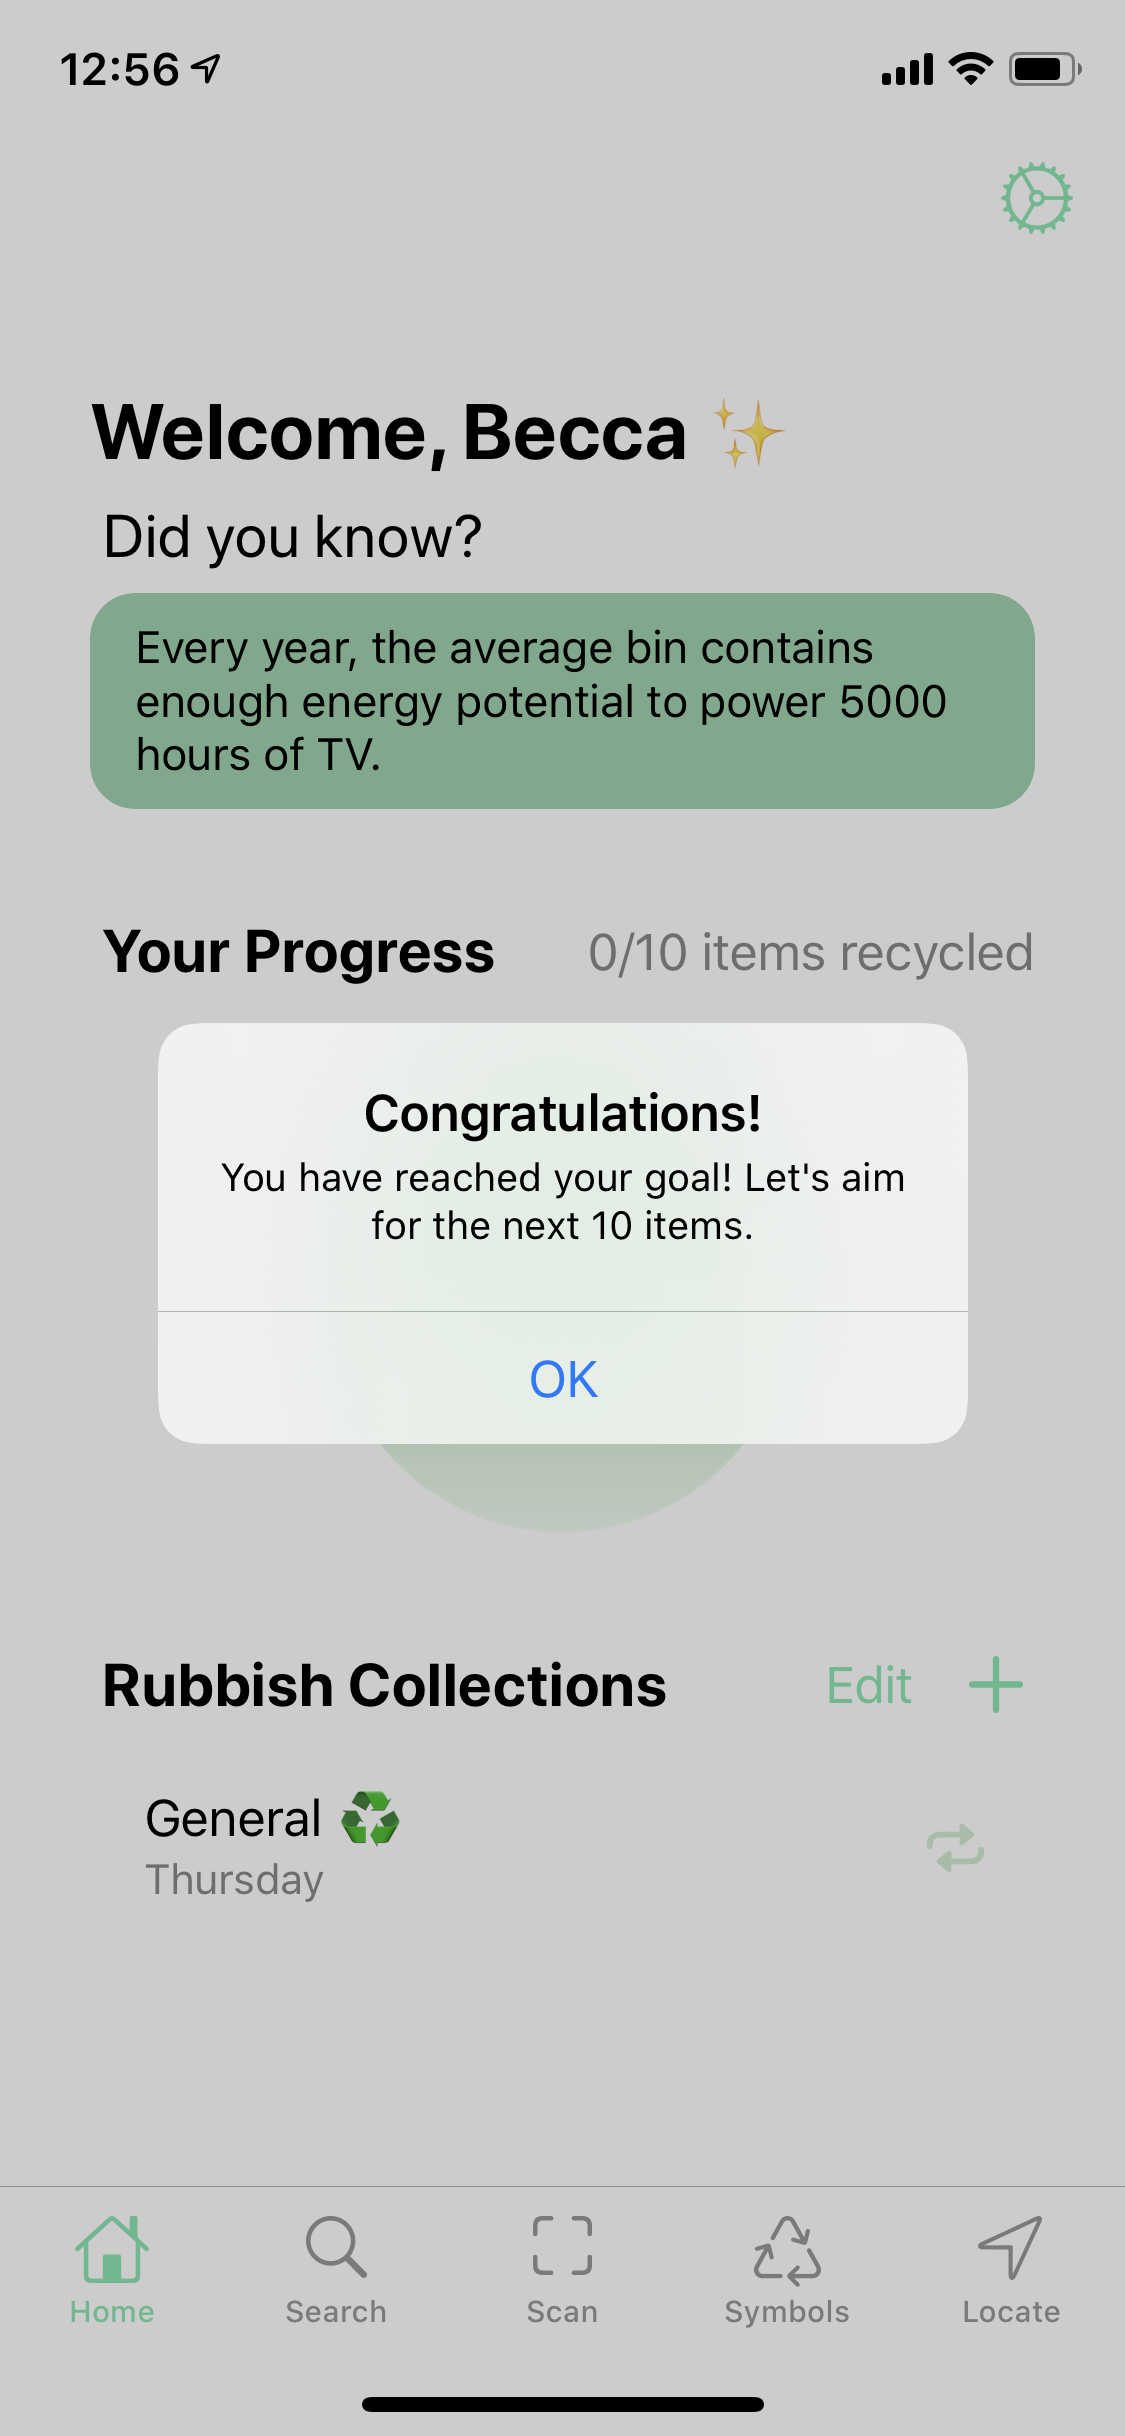 12:56
Welcome, Becca ✨
Did you know?
Every year, the average bin contains
enough energy potential to power 5000
hours of TV.
Your Progress
0/10 items recycled
Congratulations!
You have reached your goal! Let's aim
for the next 10 items.
OK
Rubbish Collections
Edit
General ♻️
Thursday
Home
Search
Scan
Symbols
Locate